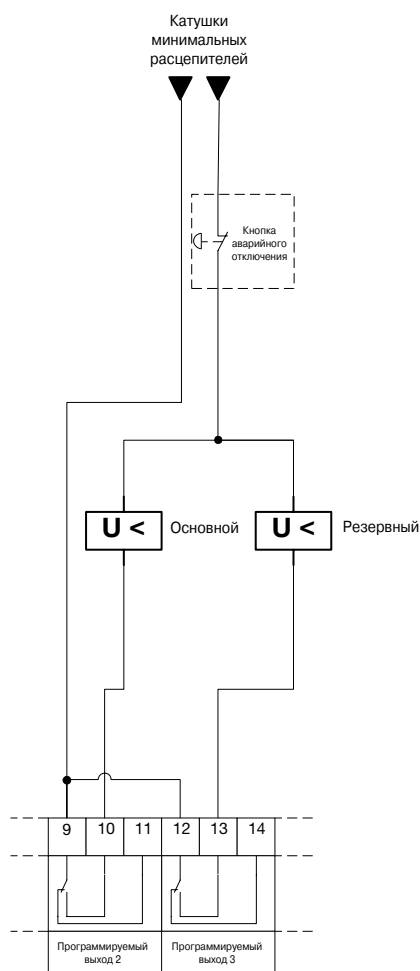 Катушки
минимальных
расцепителей
Кнопка
аварийного
отключения
U <
Основной
U <
Резервный
9 10 11 12 13 14
Программируемый
выход 2
Программируемый
выход 3